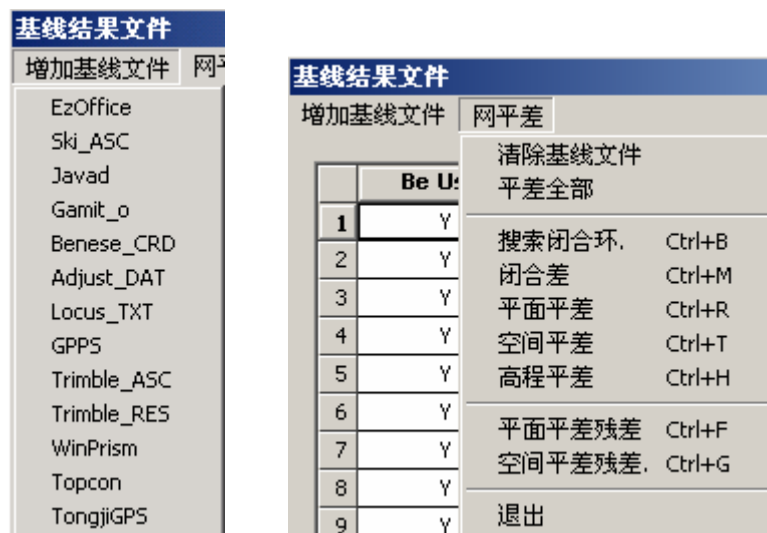 基线结果文件
增加基线文件
EzOffice
Ski_ASC
Javad
Gamit_o
Benese_CRD
Adjust_DAT
Locus_TXT
GPPS
Trimble_ASC
Trimble_RES
WinPrism
Topcon
TongjiGPS
基线结果文件
增加基线文件 网平差
Be
1 Y
2 Y
3 Y
4 Y
5 Y
6 Y
7 Y
8 Y
9 Y
清除基线文件
平差全部
搜索闭合环. Ctrl+B
闭合差 Ctrl+M
平面平差 Ctrl+R
空间平差 Ctrl+T
高程平差 Ctrl+H
平面平差残差 Ctrl+F
空间平差残差. Ctrl+G
退出